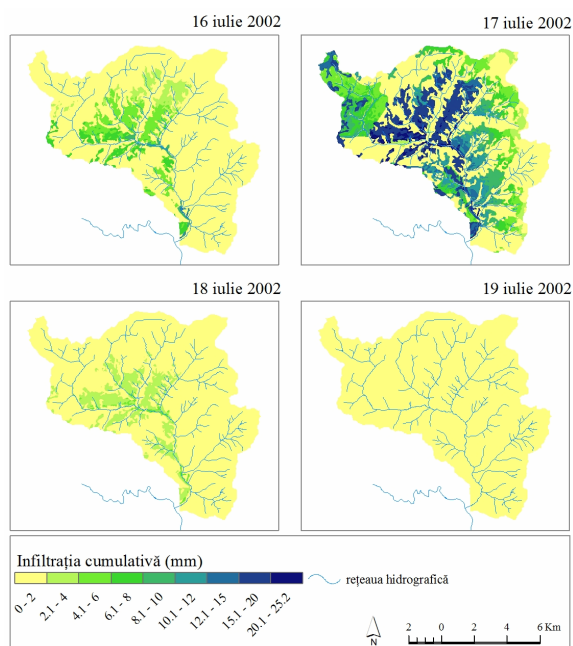 16 iulie 2002
17 iulie 2002
18 iulie 2002
19 iulie 2002
Infiltrația cumulativă (mm)
0 - 2
2.1 - 4
4.1 - 6
6.1 - 8
8.1 - 10
10.1 - 12
12.1 - 15
15.1 - 20
20.1 - 25.2
rețeaua hidrografică
N
2 0 2 4 6 Km